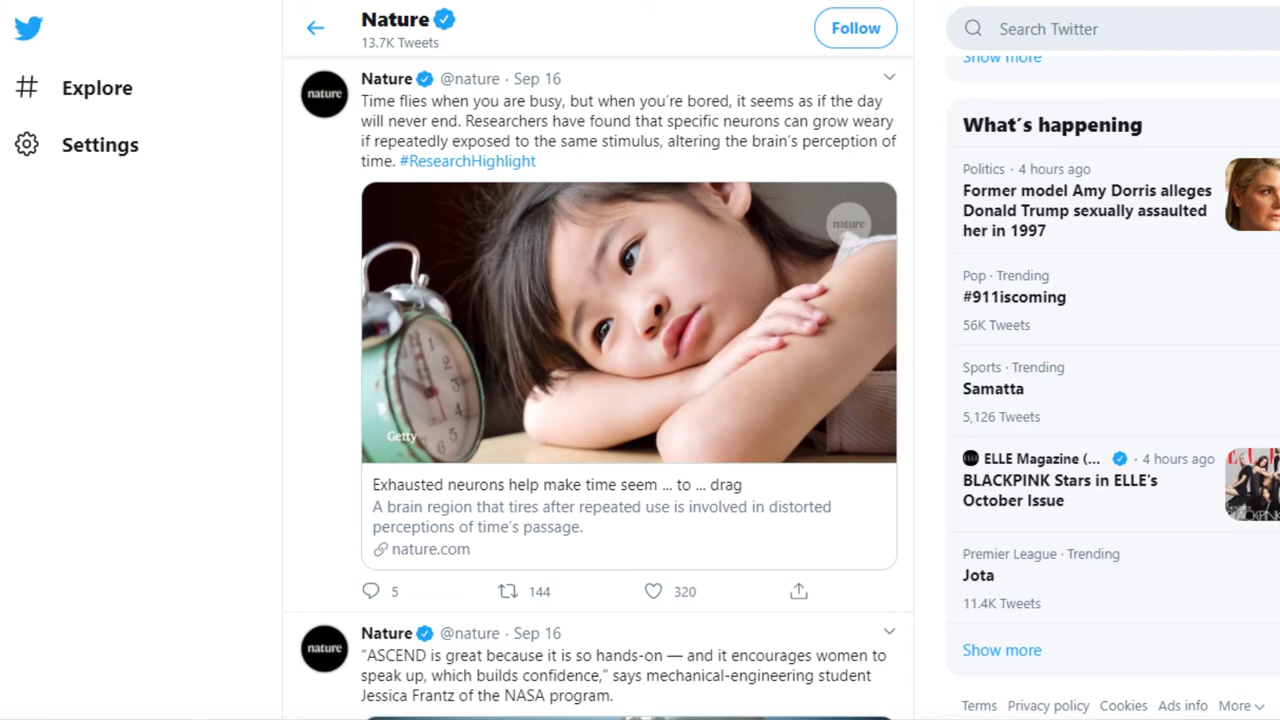 Explore
Settings
Nature
13.7K Tweets
Follow
nature
Nature @nature · Sep 16
Time flies when you are busy, but when you're bored, it seems as if the day
will never end. Researchers have found that specific neurons can grow weary
if repeatedly exposed to the same stimulus, altering the brain's perception of
time. #ResearchHighlight
nature
Getty
Exhausted neurons help make time seem ... to ... drag
A brain region that tires after repeated use is involved in distorted
perceptions of time's passage.
nature.com
5 144 320
nature
Nature @nature · Sep 16
"ASCEND is great because it is so hands-on — and it encourages women to
speak up, which builds confidence," says mechanical-engineering student
Jessica Frantz of the NASA program.
Search Twitter
Show more
What's happening
Politics · 4 hours ago
Former model Amy Dorris alleges
Donald Trump sexually assaulted
her in 1997
Pop · Trending
#911iscoming
56K Tweets
Sports · Trending
Samatta
5,126 Tweets
ELLE Magazine (... · 4 hours ago
BLACKPINK Stars in ELLE's
October Issue
Premier League · Trending
Jota
11.4K Tweets
Show more
Terms Privacy policy Cookies Ads info More